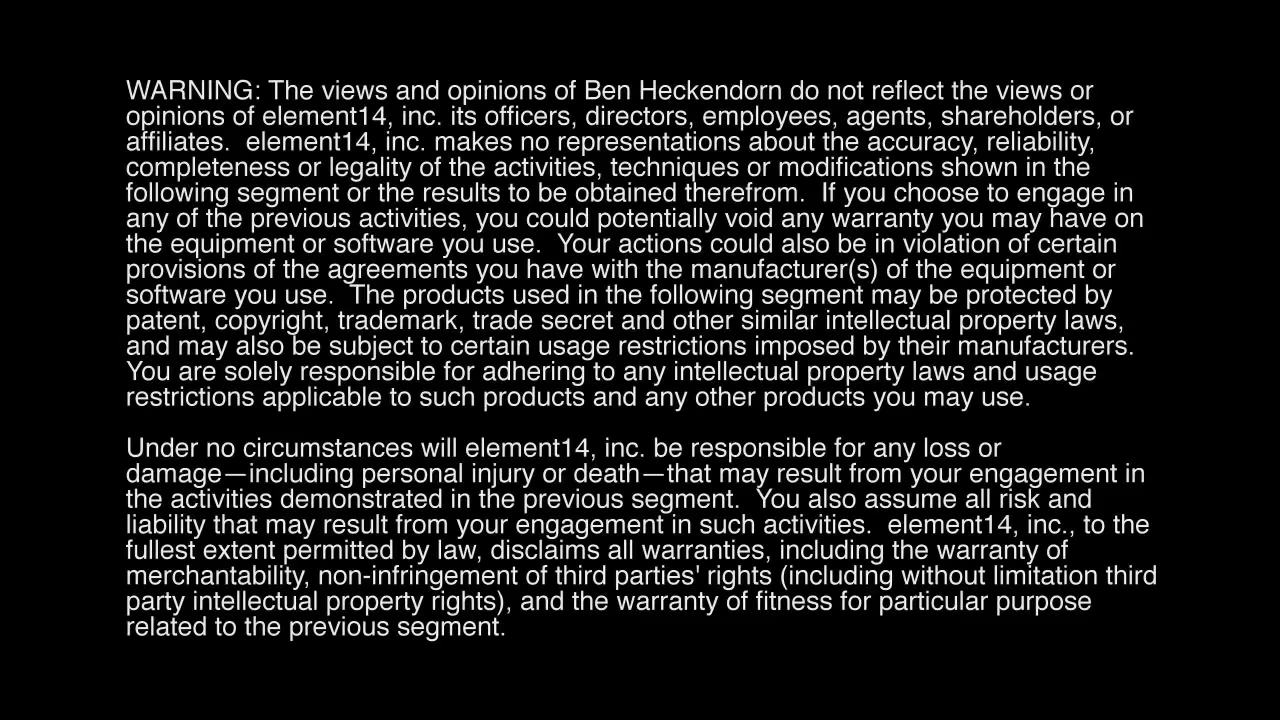 WARNING: The views and opinions of Ben Heckendorn do not reflect the views or
opinions of element14, inc. its officers, directors, employees, agents, shareholders, or
affiliates.  element14, inc. makes no representations about the accuracy, reliability,
completeness or legality of the activities, techniques or modifications shown in the
following segment or the results to be obtained therefrom.  If you choose to engage in
any of the previous activities, you could potentially void any warranty you may have on
the equipment or software you use.  Your actions could also be in violation of certain
provisions of the agreements you have with the manufacturer(s) of the equipment or
software you use.  The products used in the following segment may be protected by
patent, copyright, trademark, trade secret and other similar intellectual property laws,
and may also be subject to certain usage restrictions imposed by their manufacturers.
You are solely responsible for adhering to any intellectual property laws and usage
restrictions applicable to such products and any other products you may use.

Under no circumstances will element14, inc. be responsible for any loss or
damage—including personal injury or death—that may result from your engagement in
the activities demonstrated in the previous segment.  You also assume all risk and
liability that may result from your engagement in such activities.  element14, inc., to the
fullest extent permitted by law, disclaims all warranties, including the warranty of
merchantability, non-infringement of third parties' rights (including without limitation third
party intellectual property rights), and the warranty of fitness for particular purpose
related to the previous segment.